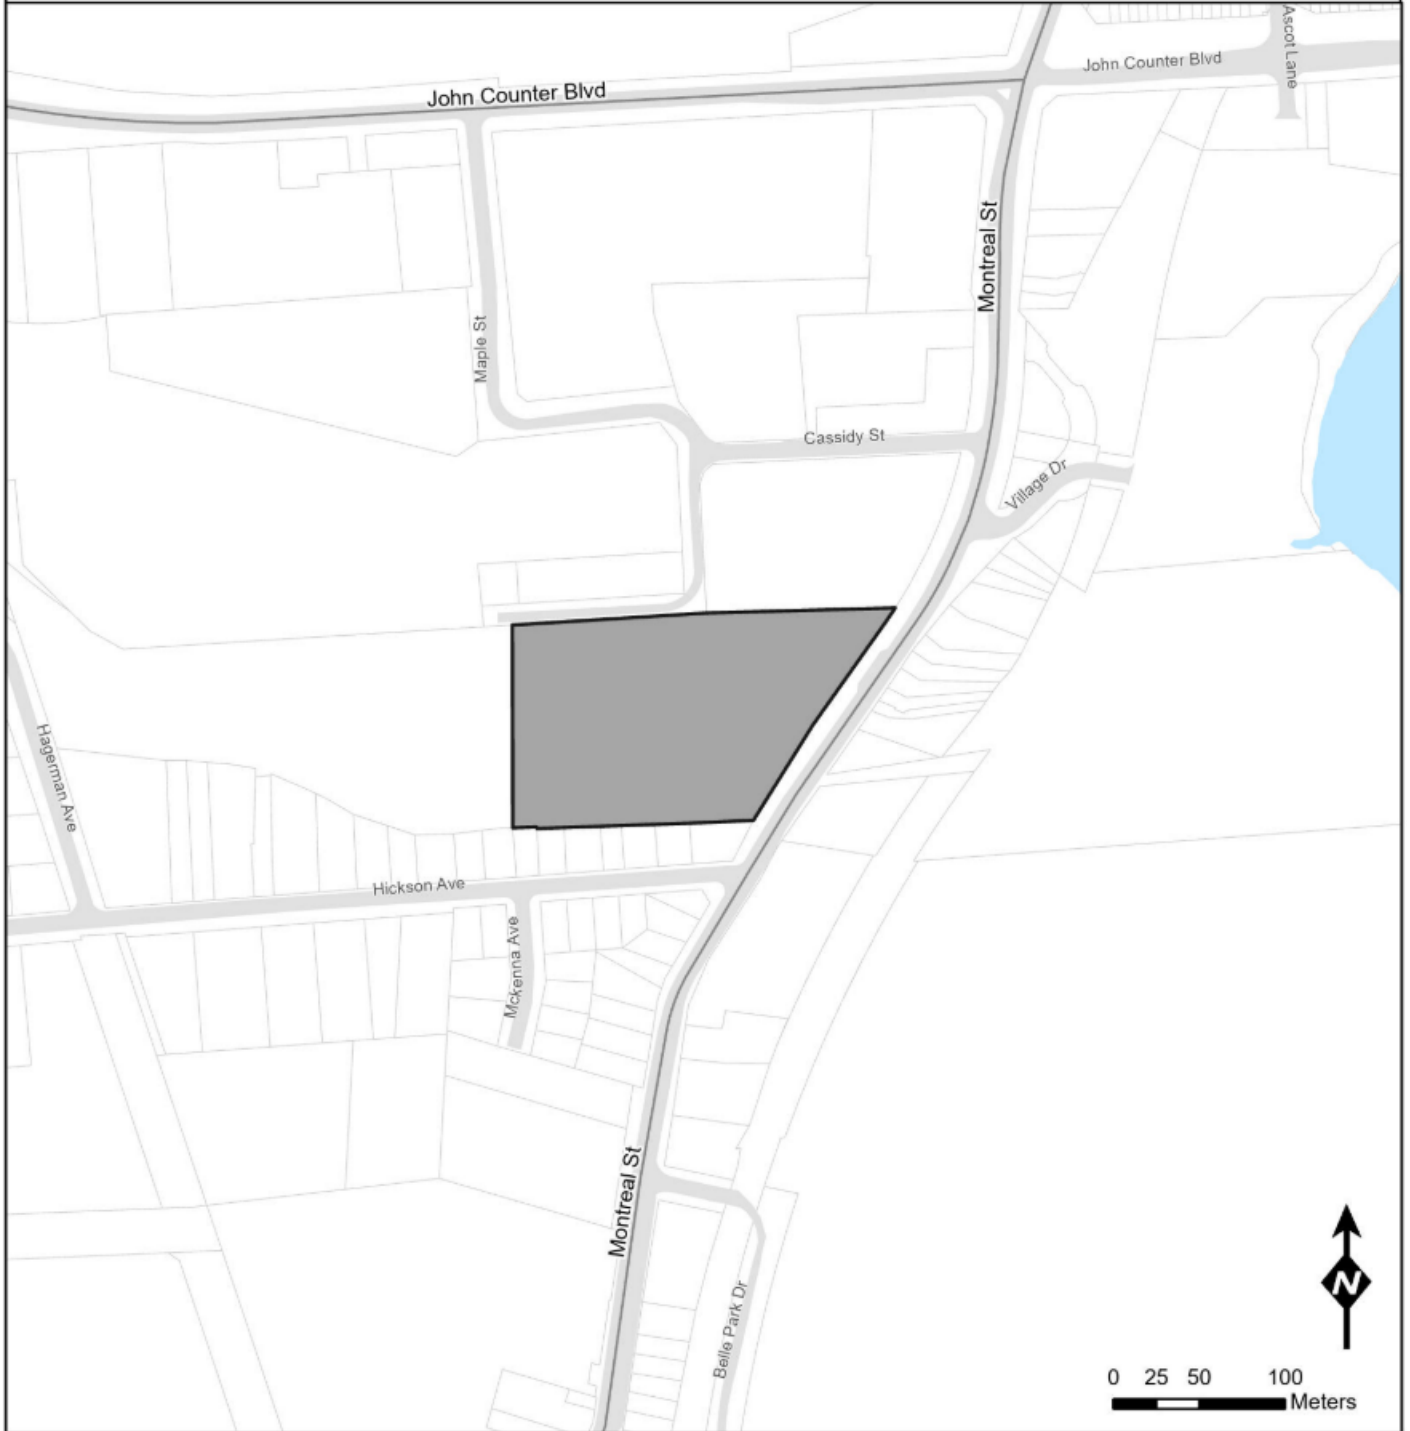 Ascot Lane
John Counter Blvd
John Counter Blvd
Montreal St
Maple St
Cassidy St
Village Dr
Hagerman Ave
Hickson Ave
Mckenna Ave
Montreal St
Belle Park Dr
N
0 25 50 100
Meters